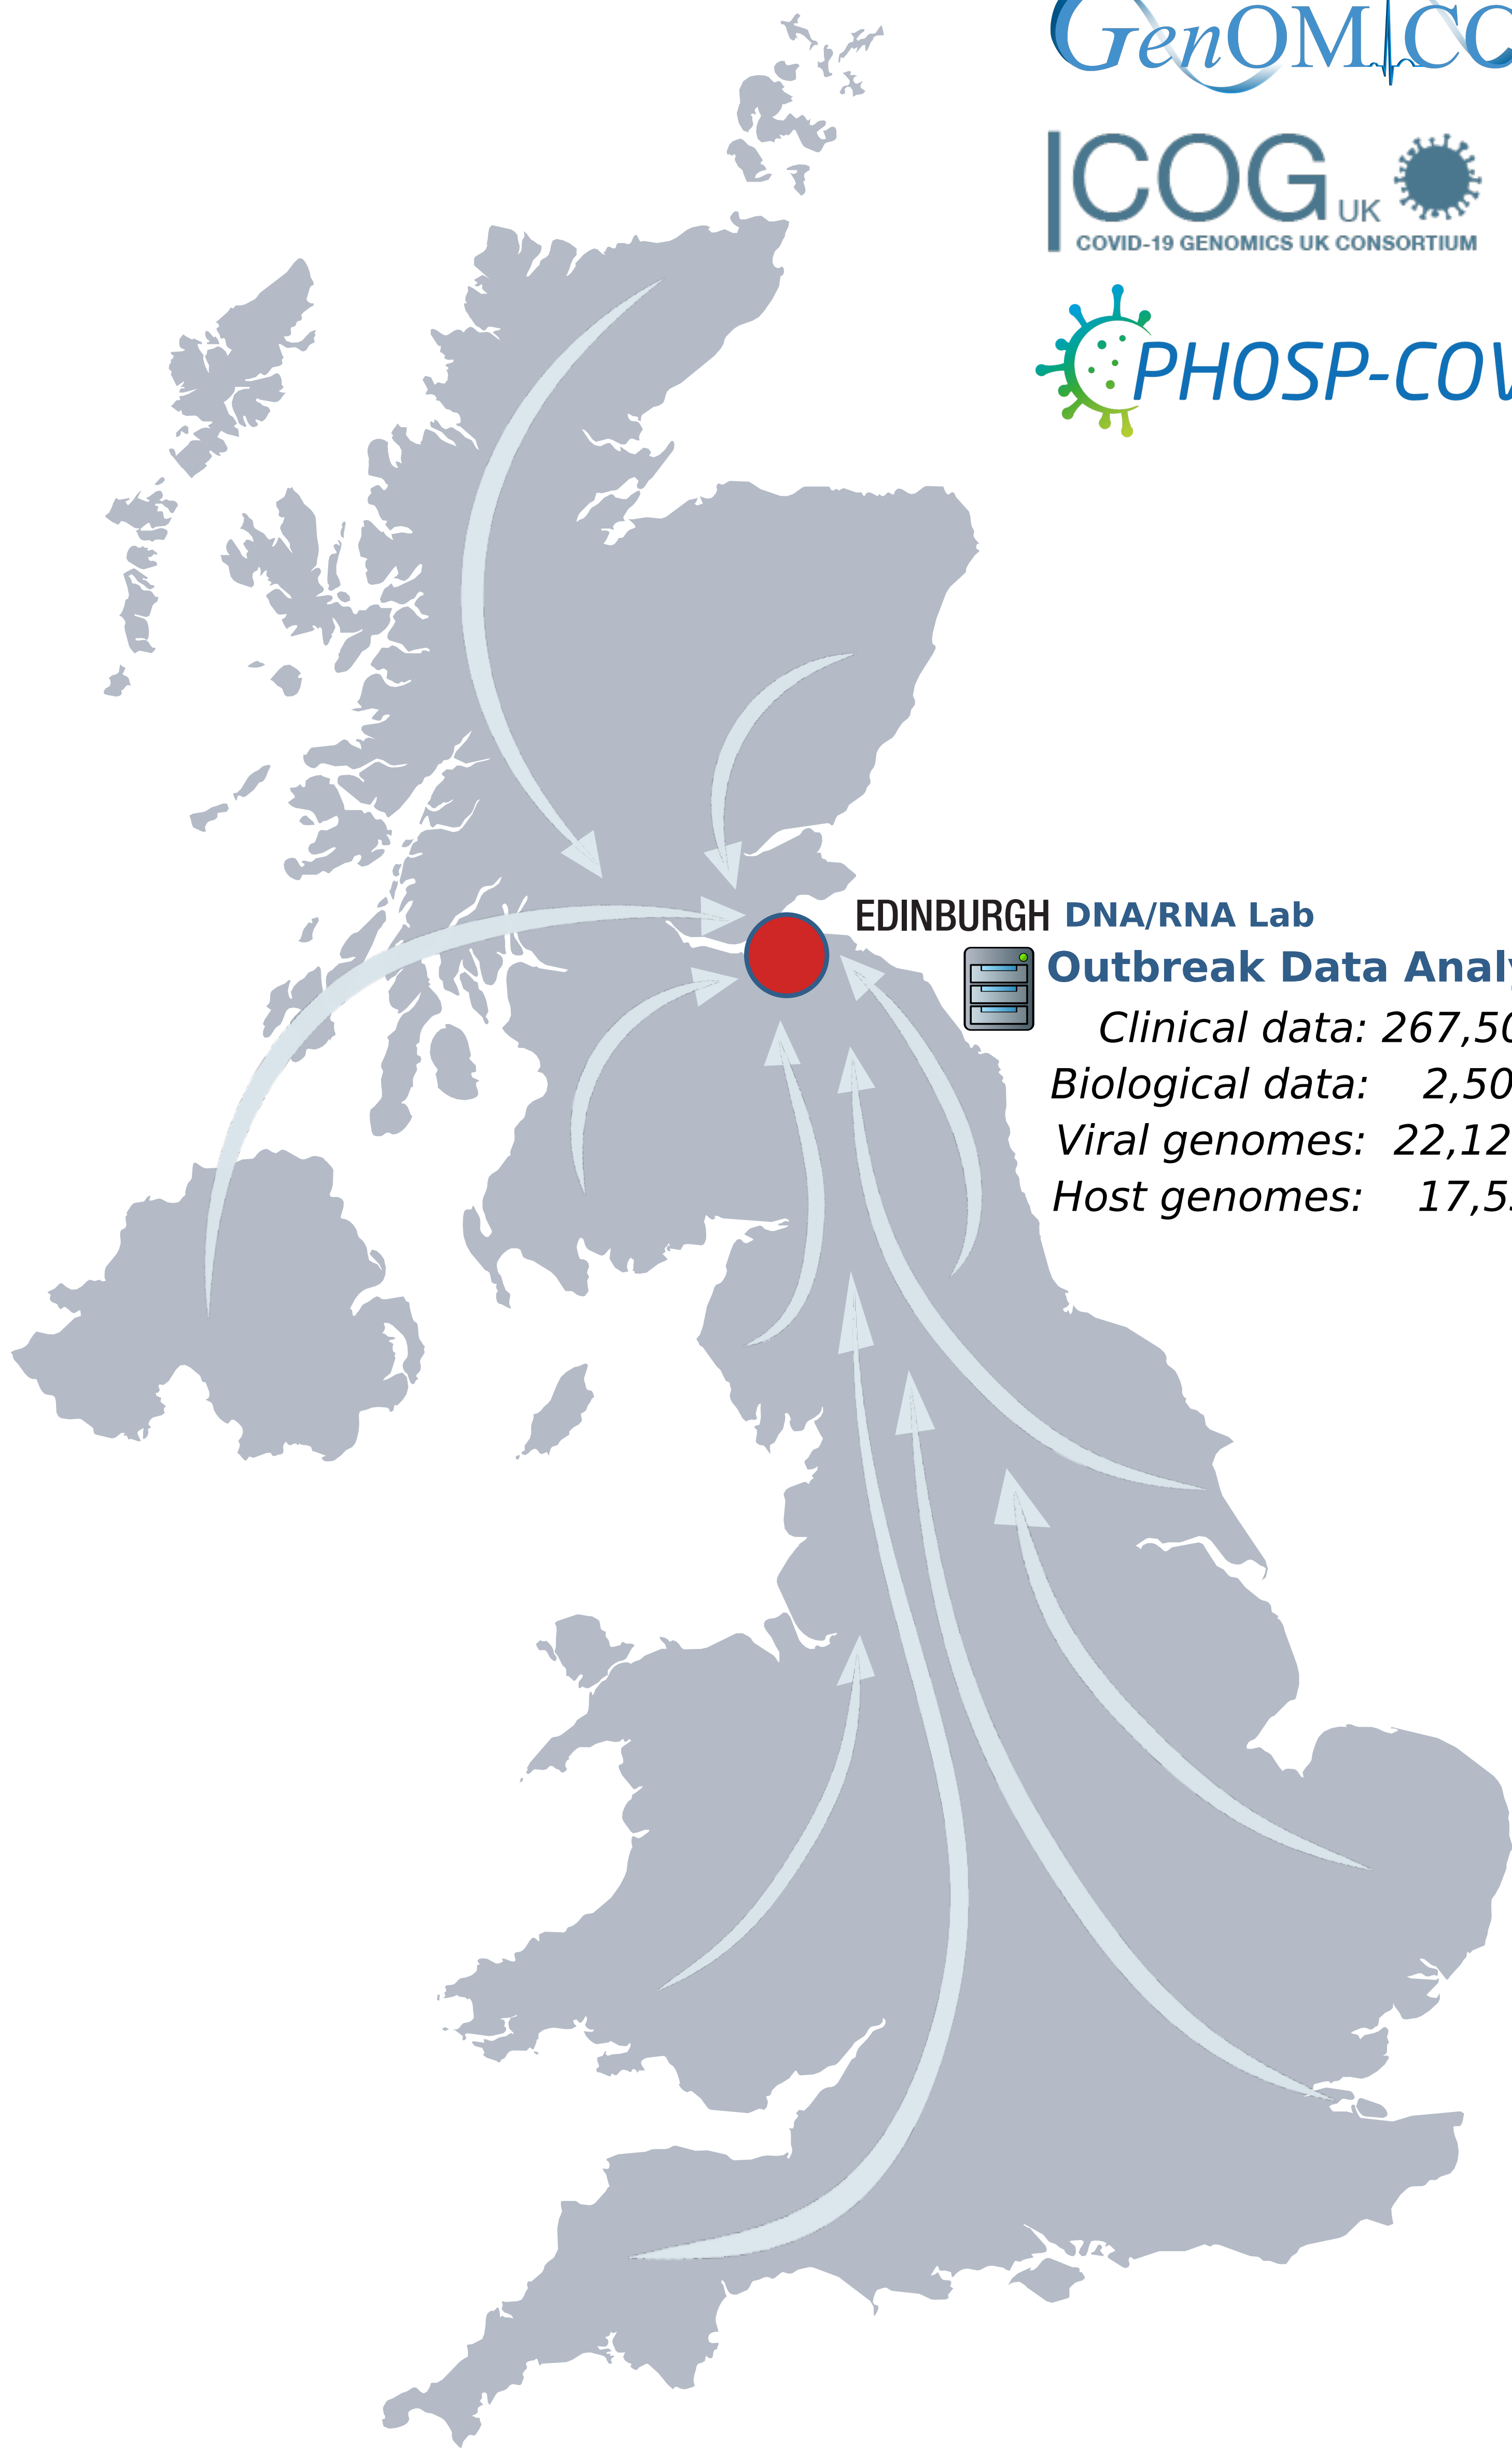 GenOMICC
COG UK
COVID-19 GENOMICS UK CONSORTIUM
PHOSP-COV
EDINBURGH DNA/RNA Lab
Outbreak Data Analy
Clinical data: 267,50
Biological data: 2,50
Viral genomes: 22,12
Host genomes: 17,5